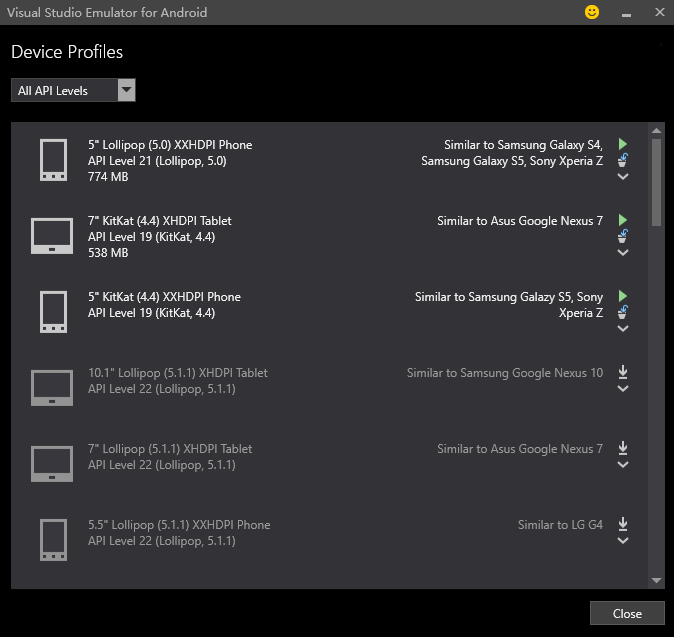 Visual Studio Emulator for Android
Device Profiles
All API Levels
5" Lollipop (5.0) XXHDPI Phone
API Level 21 (Lollipop, 5.0)
774 MB
Similar to Samsung Galaxy S4,
Samsung Galaxy S5, Sony Xperia Z
7" KitKat (4.4) XHDPI Tablet
API Level 19 (KitKat, 4.4)
538 MB
Similar to Asus Google Nexus 7
5" KitKat (4.4) XXHDPI Phone
API Level 19 (KitKat, 4.4)
Similar to Samsung Galazy S5, Sony
Xperia Z
10.1" Lollipop (5.1.1) XHDPI Tablet
API Level 22 (Lollipop, 5.1.1)
Similar to Samsung Google Nexus 10
7" Lollipop (5.1.1) XHDPI Tablet
API Level 22 (Lollipop, 5.1.1)
Similar to Asus Google Nexus 7
5.5" Lollipop (5.1.1) XXHDPI Phone
API Level 22 (Lollipop, 5.1.1)
Similar to LG G4
Close